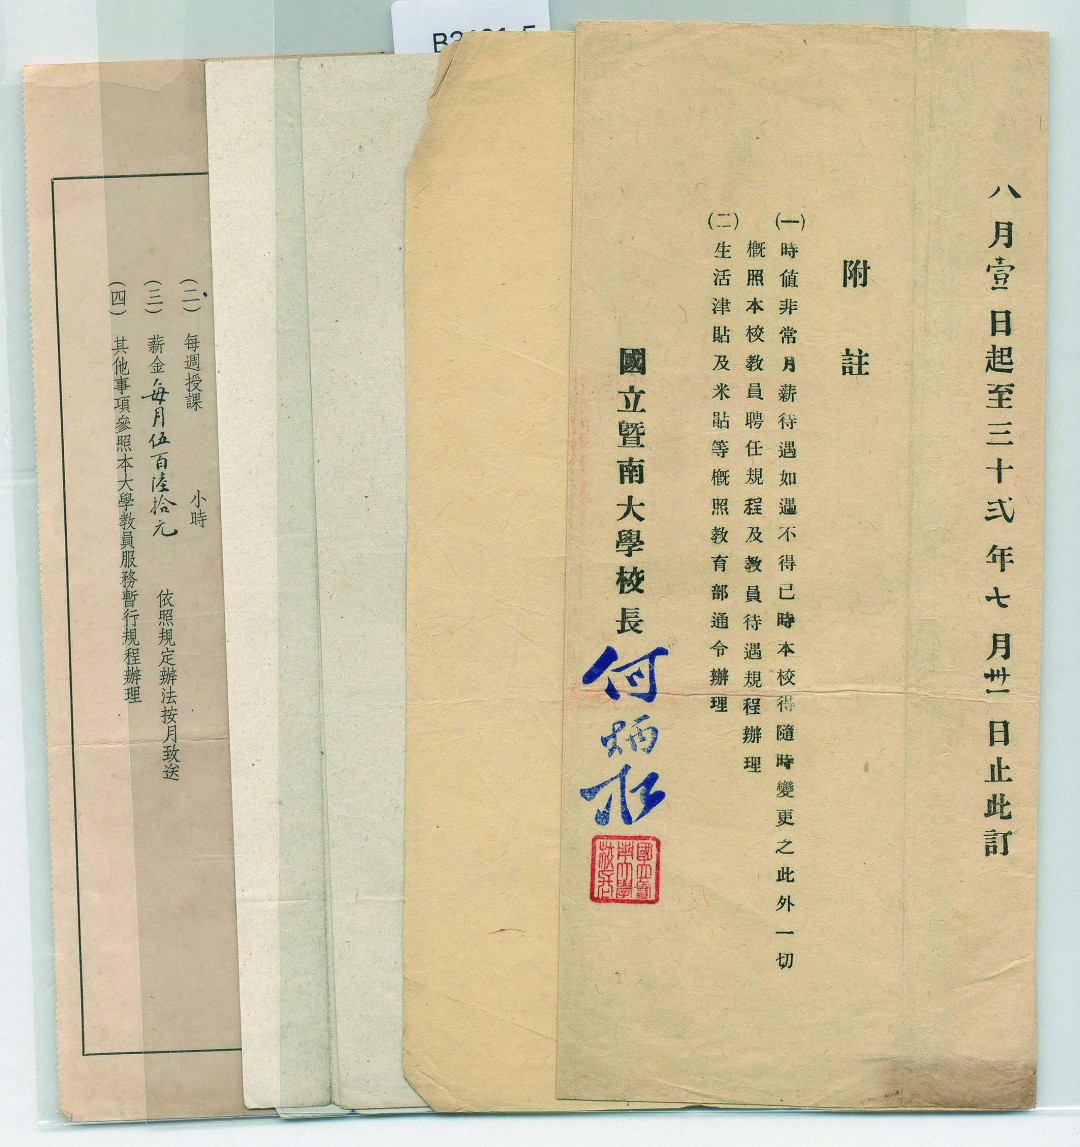 八月壹日起至三十弍年七月卅一日止此訂
附註
(一)時値非常月薪待遇如遇不得已時本校得隨時變更之此外一切
概照本校教員聘任規程及教員待遇規程辦理
(二)生活津貼及米貼等概照教育部通令辦理
國立暨南大學校長
何炳松
(二)每週授課 小時
(三)薪金每月伍百陸拾元 依照規定辦法按月致送
(四)其他事項參照本大學教員服務暫行規程辦理